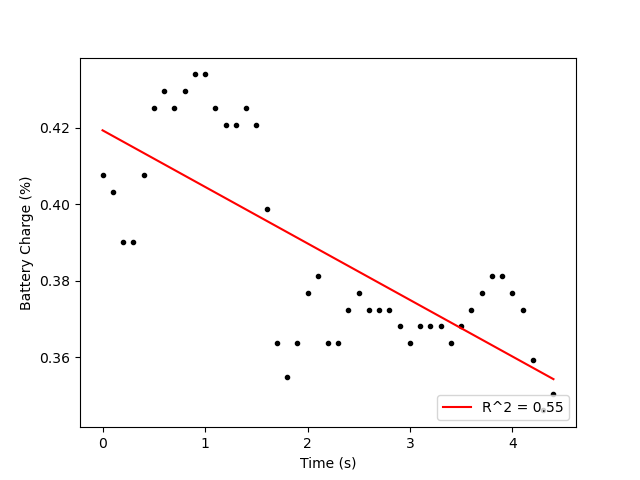 0.42
0.40
0.38
0.36
Battery Charge (%)
R^2 = 0.55
0 1 2 3 4
Time (s)